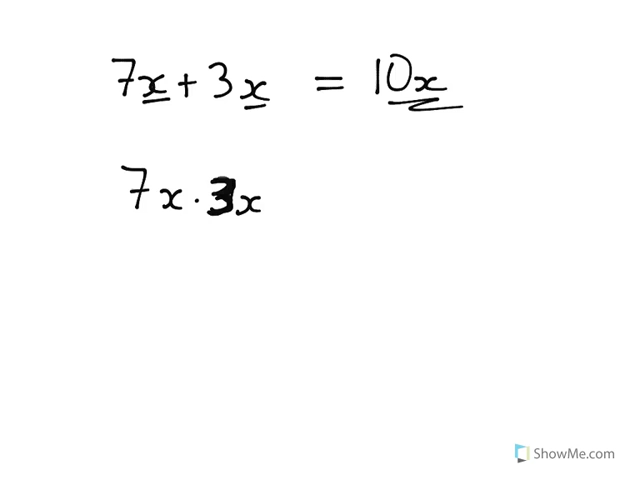 7x + 3x = 10x
7x · 3x
ShowMe.com